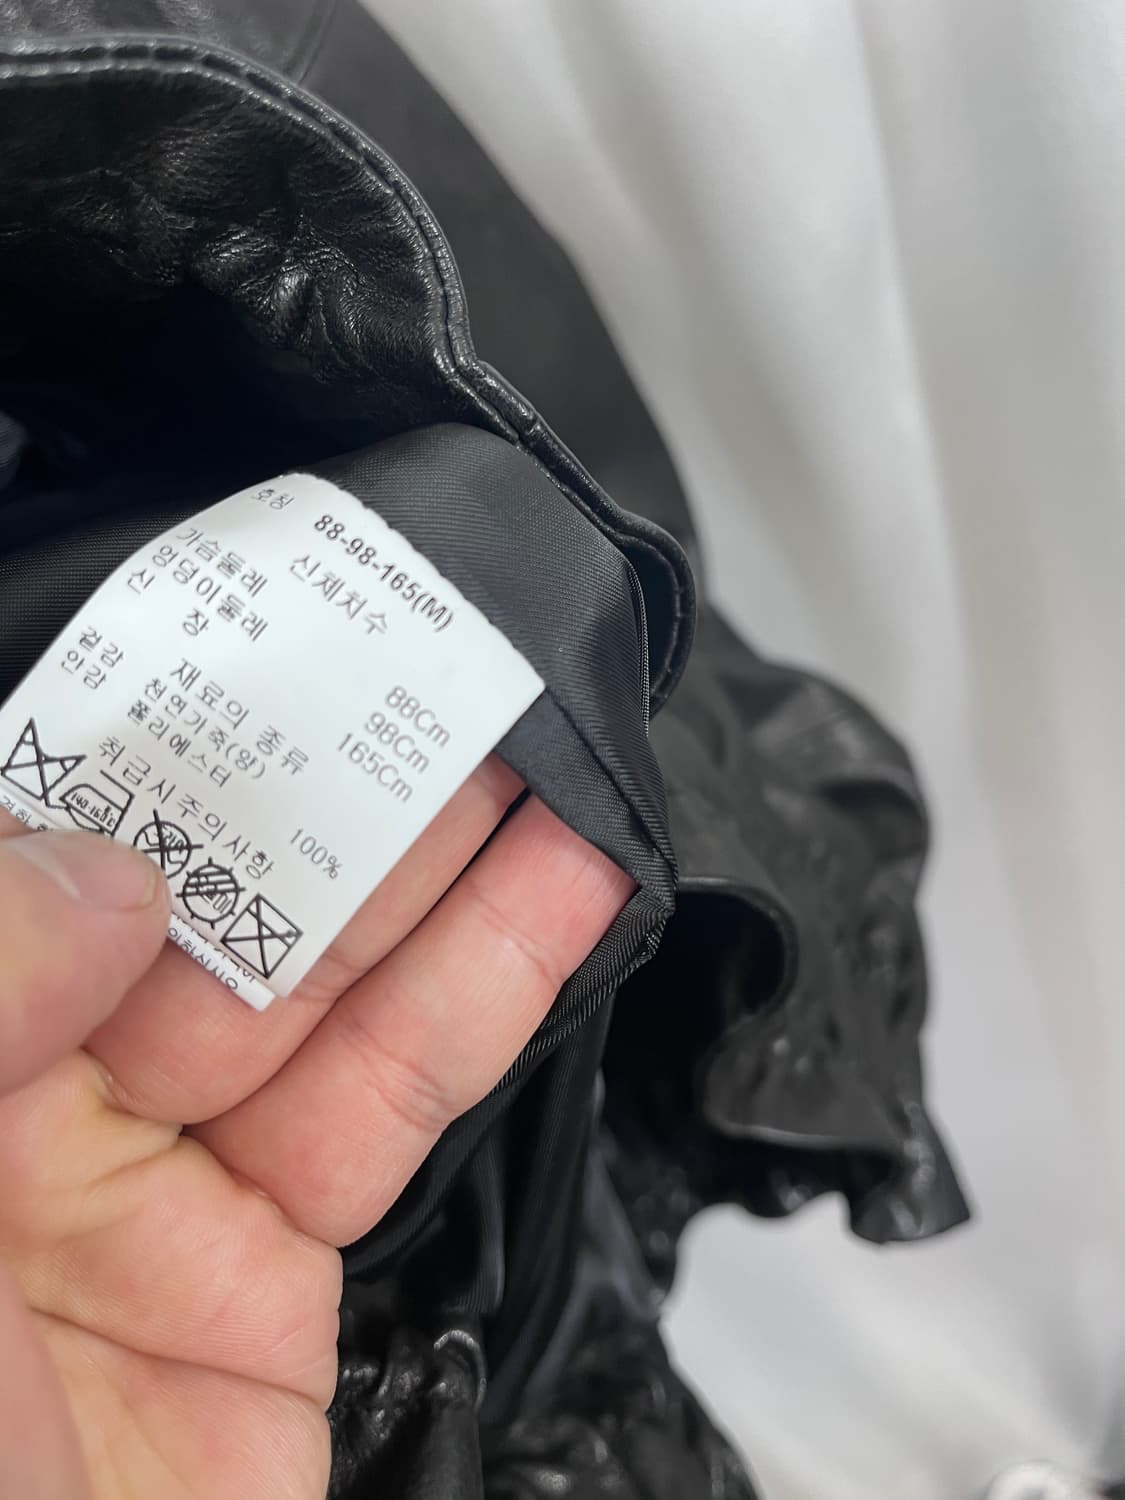 호칭 88-98-165(M)
신체치수
가슴둘레 88Cm
엉덩이둘레 98Cm
신 장 165Cm
재료의 종류
겉감 천연가죽(양)
안감 폴리에스터 100%
취급시주의사항